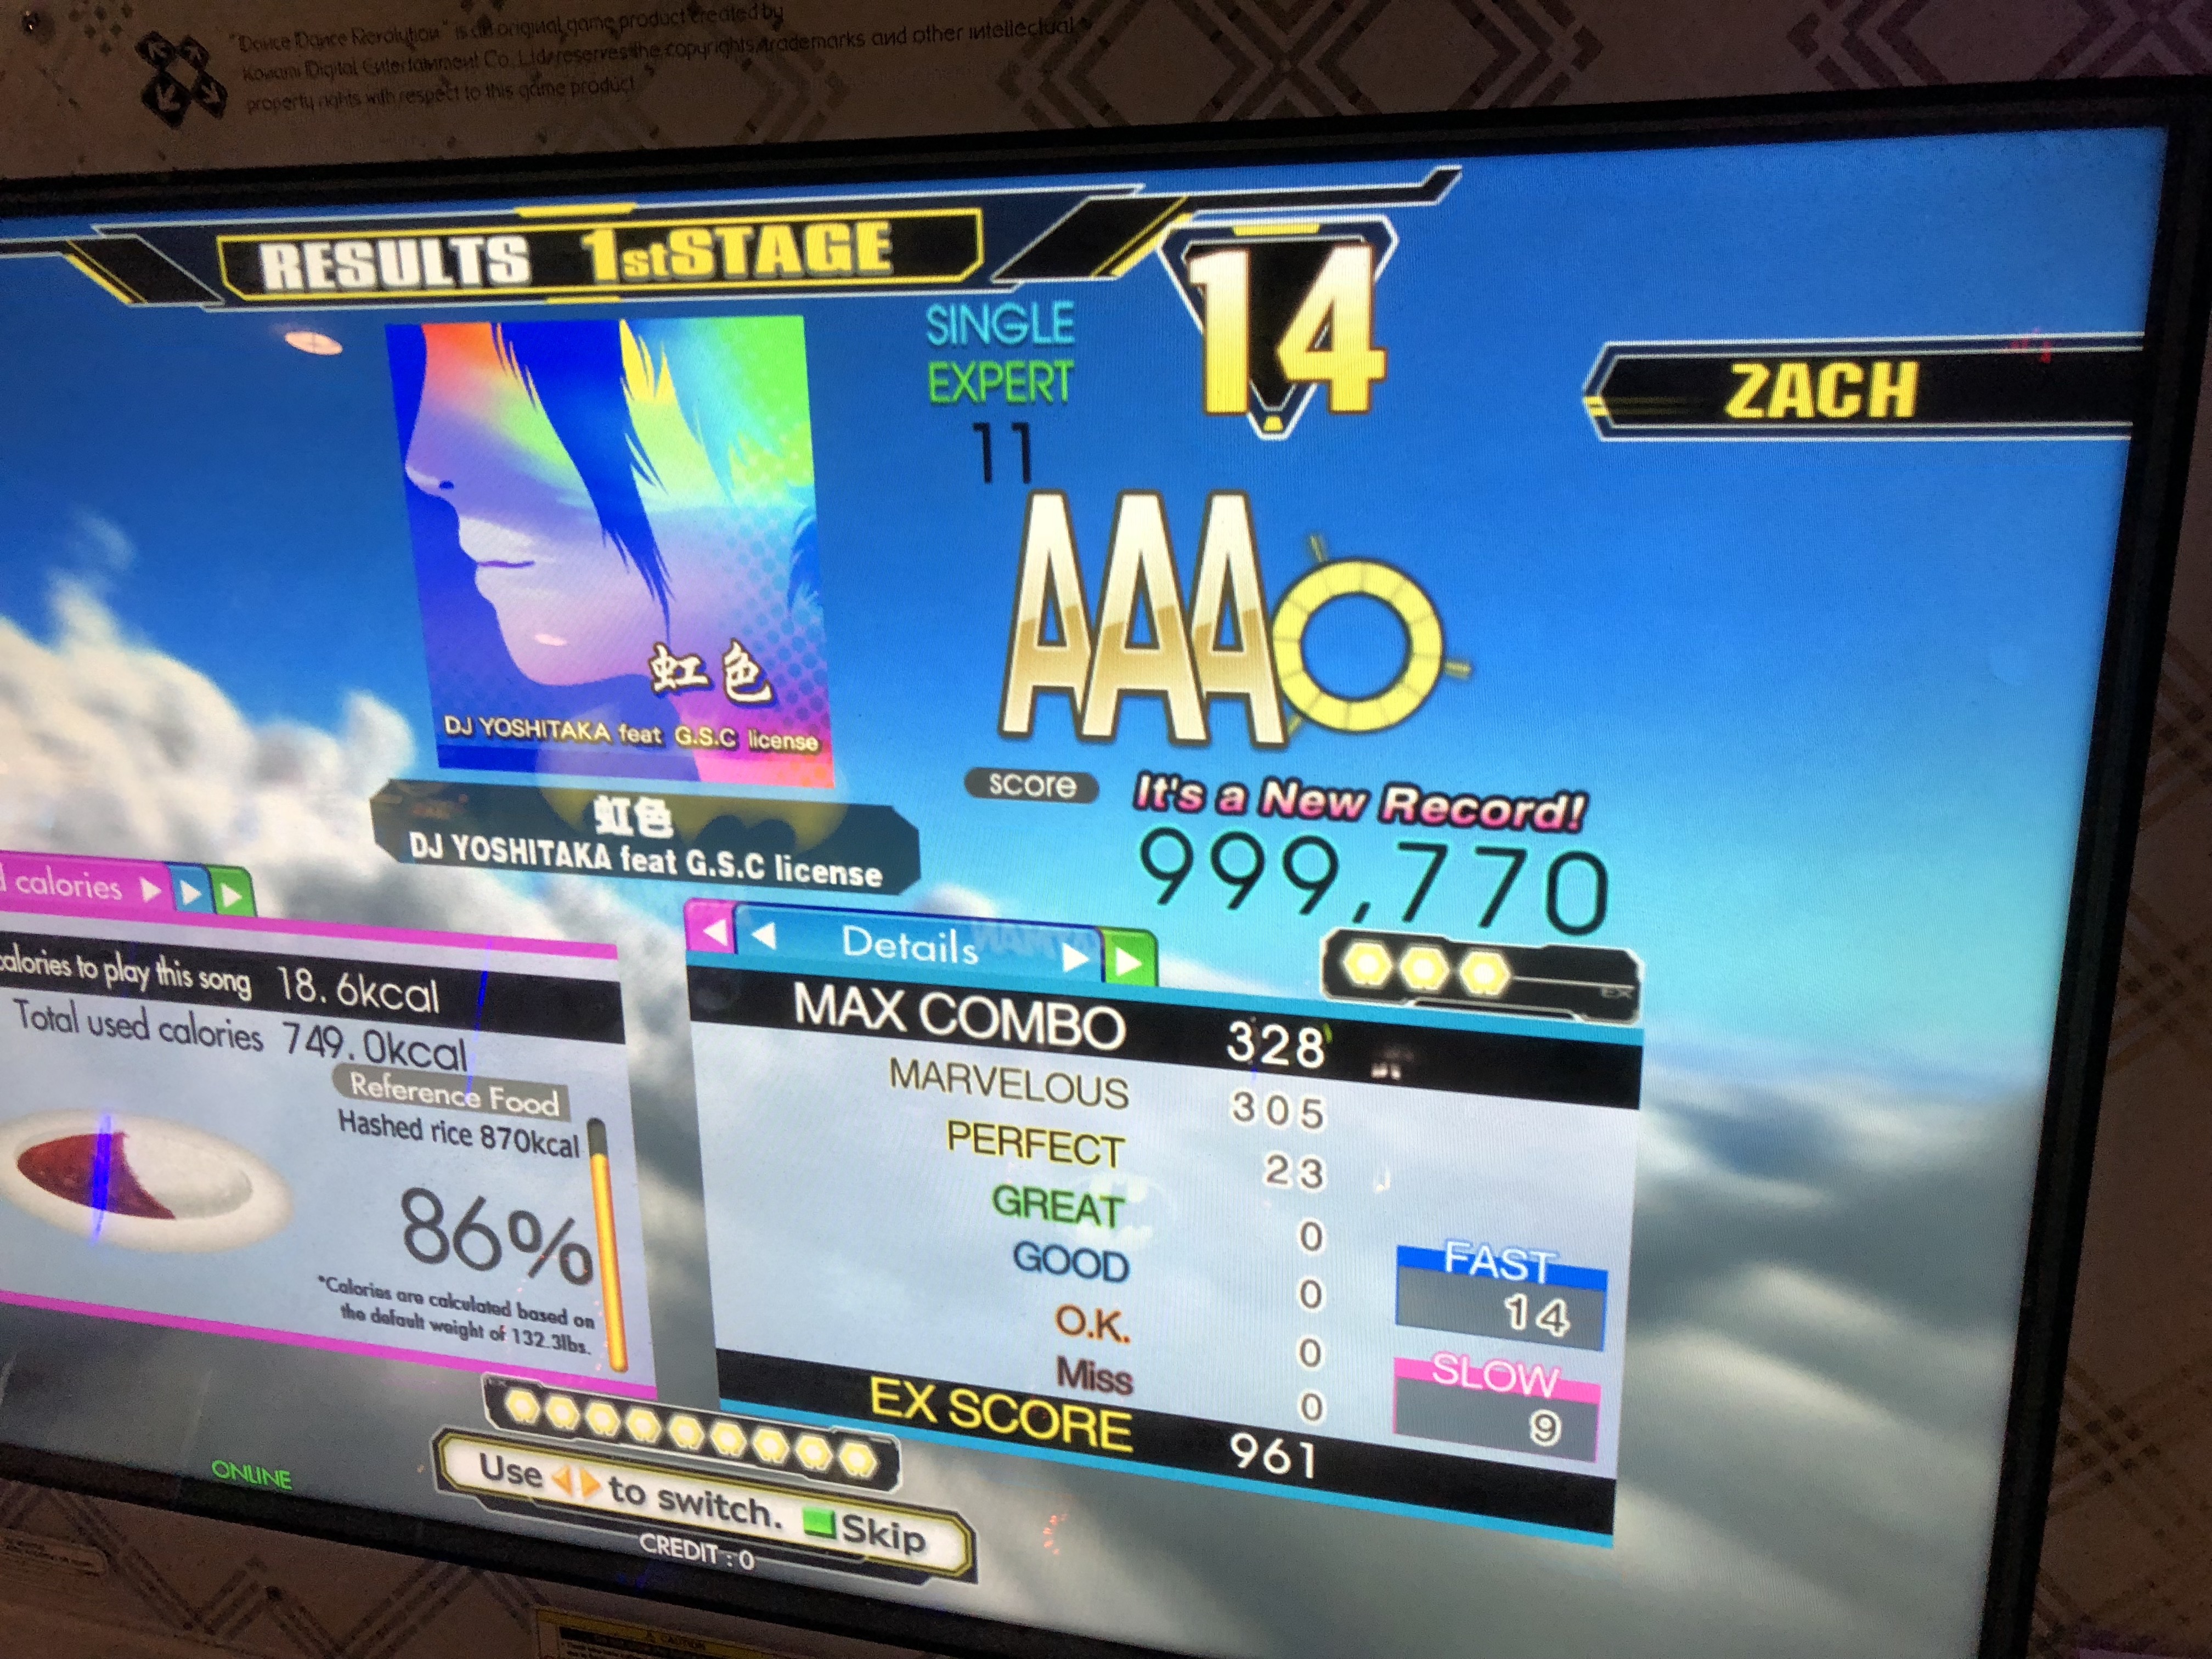 "Dance Dance Revolution" is an original game product created by
Konami Digital Entertainment Co., Ltd. reserves the copyrights, trademarks and other intellectual
property rights with respect to this game product.
RESULTS 1stSTAGE
14
SINGLE
EXPERT
11
ZACH
AAA
虹色
DJ YOSHITAKA feat G.S.C license
score
It's a New Record!
虹色
DJ YOSHITAKA feat G.S.C license
999,770
calories
Details
EX
calories to play this song 18.6kcal
Total used calories 749.0kcal
Reference Food
Hashed rice 870kcal
86%
*Calories are calculated based on
the default weight of 132.3lbs.
MAX COMBO 328
MARVELOUS 305
PERFECT 23
GREAT 0
GOOD 0
O.K. 0
Miss 0
FAST
14
SLOW
9
EX SCORE 961
ONLINE
Use to switch. Skip
CREDIT : 0
CAUTION